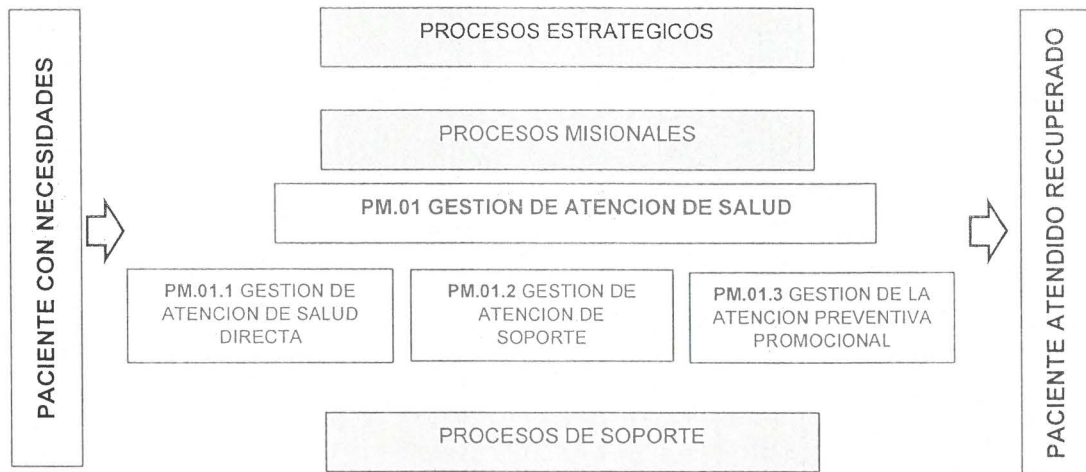 PACIENTE CON NECESIDADES
PROCESOS ESTRATEGICOS
PROCESOS MISIONALES
PM.01 GESTION DE ATENCION DE SALUD
PM.01.1 GESTION DE
ATENCION DE SALUD
DIRECTA
PM.01.2 GESTION DE
ATENCION DE
SOPORTE
PM.01.3 GESTION DE LA
ATENCION PREVENTIVA
PROMOCIONAL
PROCESOS DE SOPORTE
PACIENTE ATENDIDO RECUPERADO